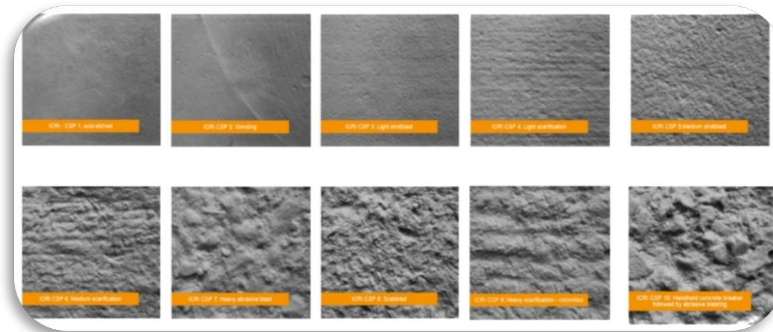 ICRI - CSP 1: acid-etched
ICRI CSP 2: Grinding
ICRI CSP 3: Light shotblast
ICRI CSP 4: Light scarification
ICRI CSP 5:Medium shotblast
ICRI CSP 6: Medium scarification
ICRI CSP 7: Heavy abrasive blast
ICRI CSP 8: Scabbled
ICRI CSP 9: Heavy scarification - rotomilled
ICRI CSP 10: Handheld concrete breaker
followed by abrasive blasting